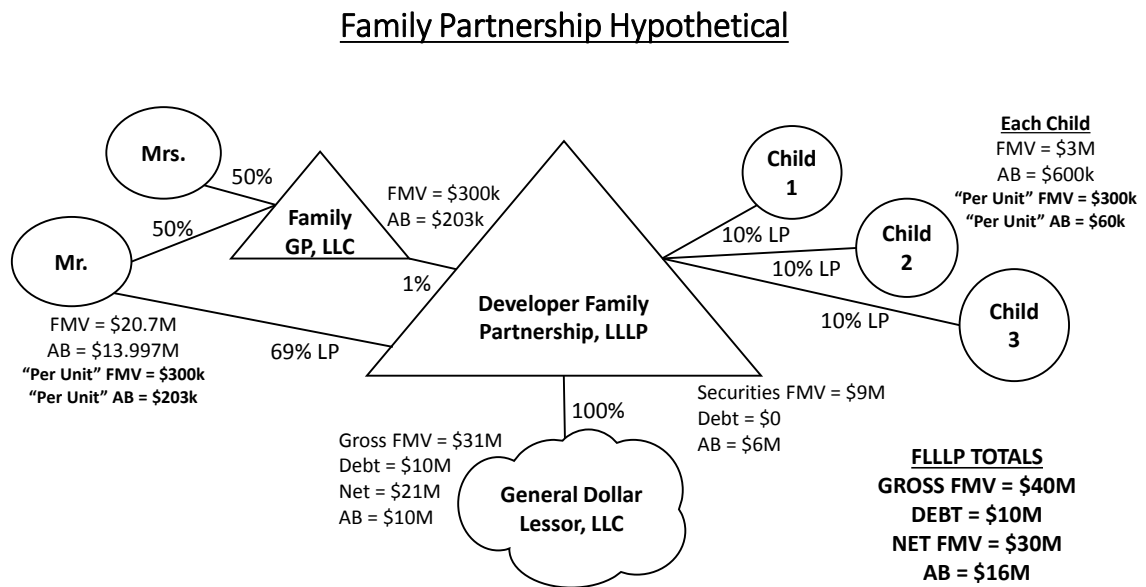 Family Partnership Hypothetical
Mrs.
50%
Family
GP, LLC
FMV = $300k
AB = $203k
50%
Mr.
1%
FMV = $20.7M
AB = $13.997M
“Per Unit” FMV = $300k
“Per Unit” AB = $203k
69% LP
Developer Family
Partnership, LLLP
Child
1
10% LP
Child
2
10% LP
Child
3
10% LP
Each Child
FMV = $3M
AB = $600k
“Per Unit” FMV = $300k
“Per Unit” AB = $60k
100%
Gross FMV = $31M
Debt = $10M
Net = $21M
AB = $10M
General Dollar
Lessor, LLC
Securities FMV = $9M
Debt = $0
AB = $6M
FLLLP TOTALS
GROSS FMV = $40M
DEBT = $10M
NET FMV = $30M
AB = $16M